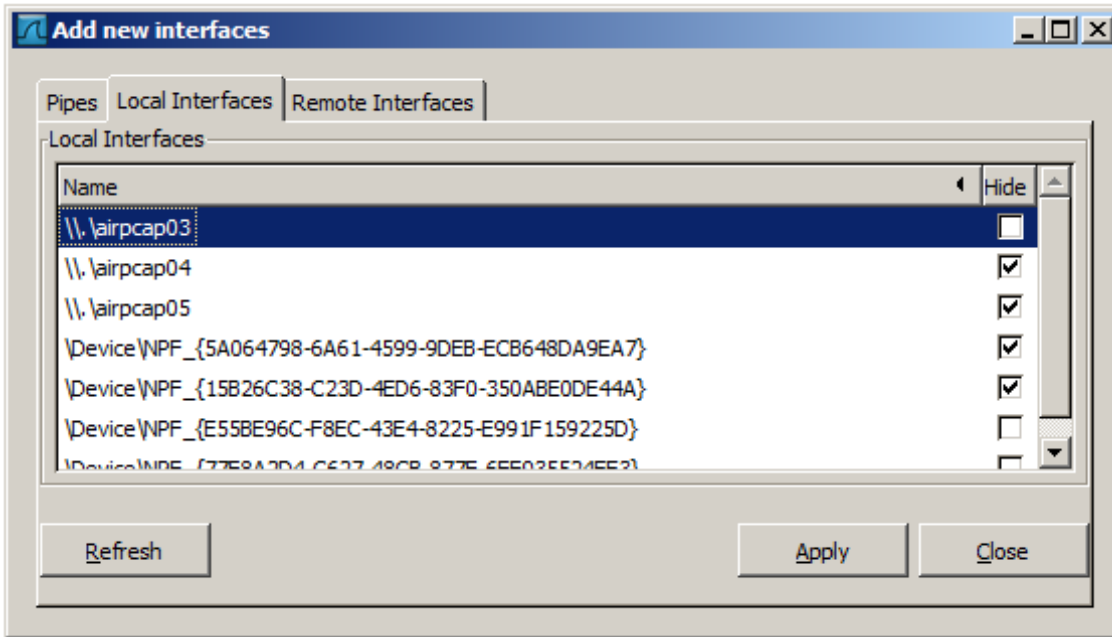 Add new interfaces
Pipes Local Interfaces Remote Interfaces
Local Interfaces
Name Hide
\\.\airpcap03
\\.\airpcap04
\\.\airpcap05
\Device\NPF_{5A064798-6A61-4599-9DEB-ECB648DA9EA7}
\Device\NPF_{15B26C38-C23D-4ED6-83F0-350ABE0DE44A}
\Device\NPF_{E55BE96C-F8EC-43E4-8225-E991F159225D}
Refresh Apply Close